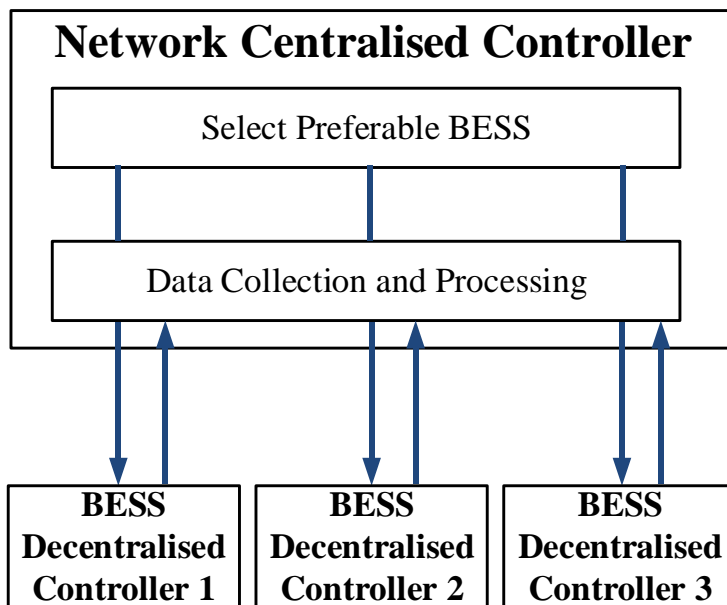 Network Centralised Controller
Select Preferable BESS
Data Collection and Processing
BESS
Decentralised
Controller 1
BESS
Decentralised
Controller 2
BESS
Decentralised
Controller 3